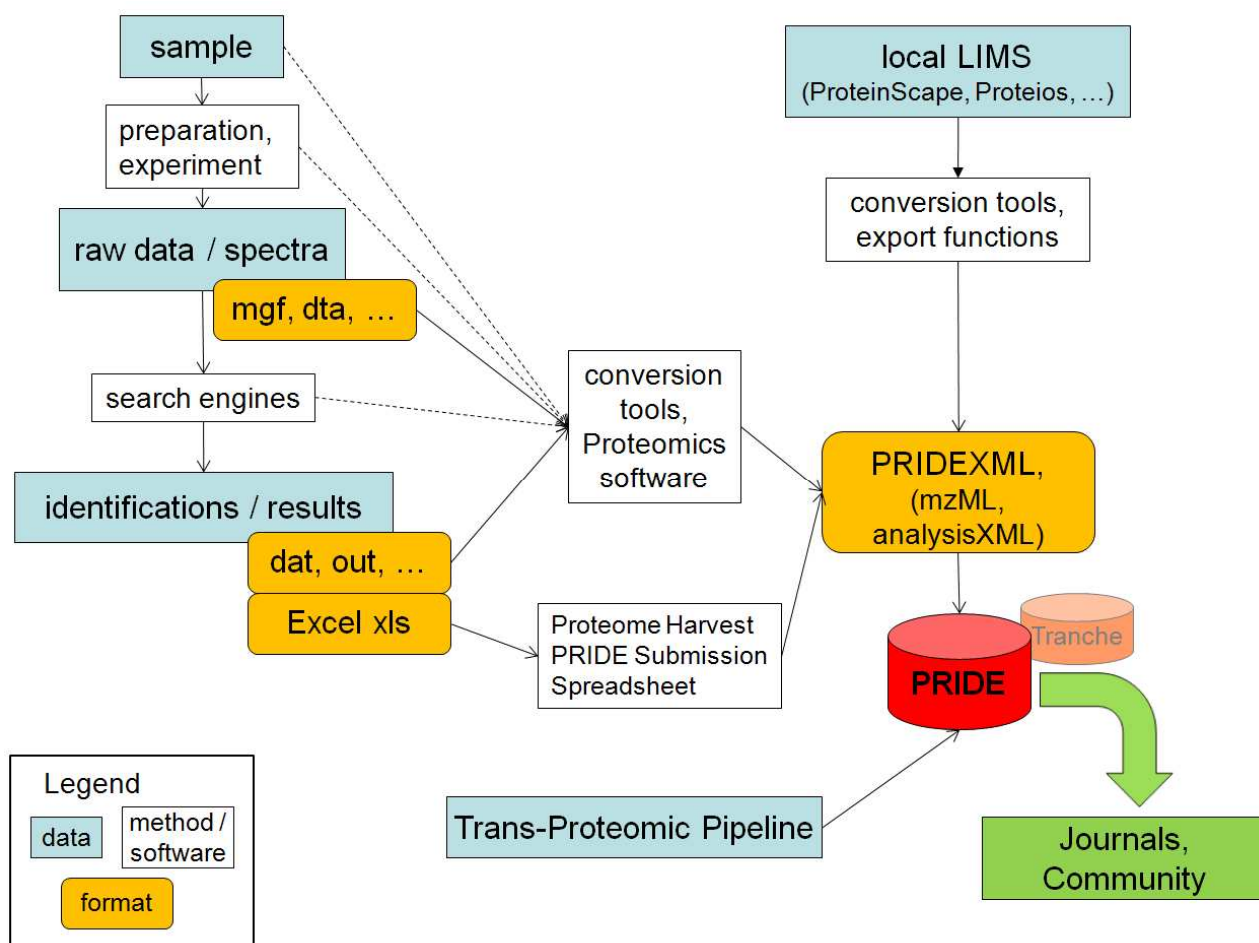 sample
preparation,
experiment
raw data / spectra
mgf, dta, …
search engines
identifications / results
dat, out, …
Excel xls
conversion
tools,
Proteomics
software
Proteome Harvest
PRIDE Submission
Spreadsheet
local LIMS
(ProteinScape, Proteios, …)
conversion tools,
export functions
PRIDEXML,
(mzML,
analysisXML)
Tranche
PRIDE
Trans-Proteomic Pipeline
Journals,
Community
Legend
data
method /
software
format